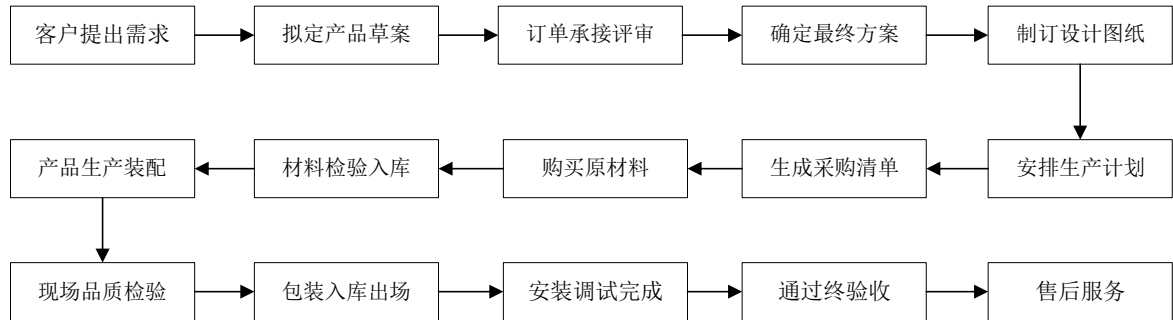 客户提出需求
拟定产品草案
订单承接评审
确定最终方案
制订设计图纸
安排生产计划
生成采购清单
购买原材料
材料检验入库
产品生产装配
现场品质检验
包装入库出场
安装调试完成
通过终验收
售后服务